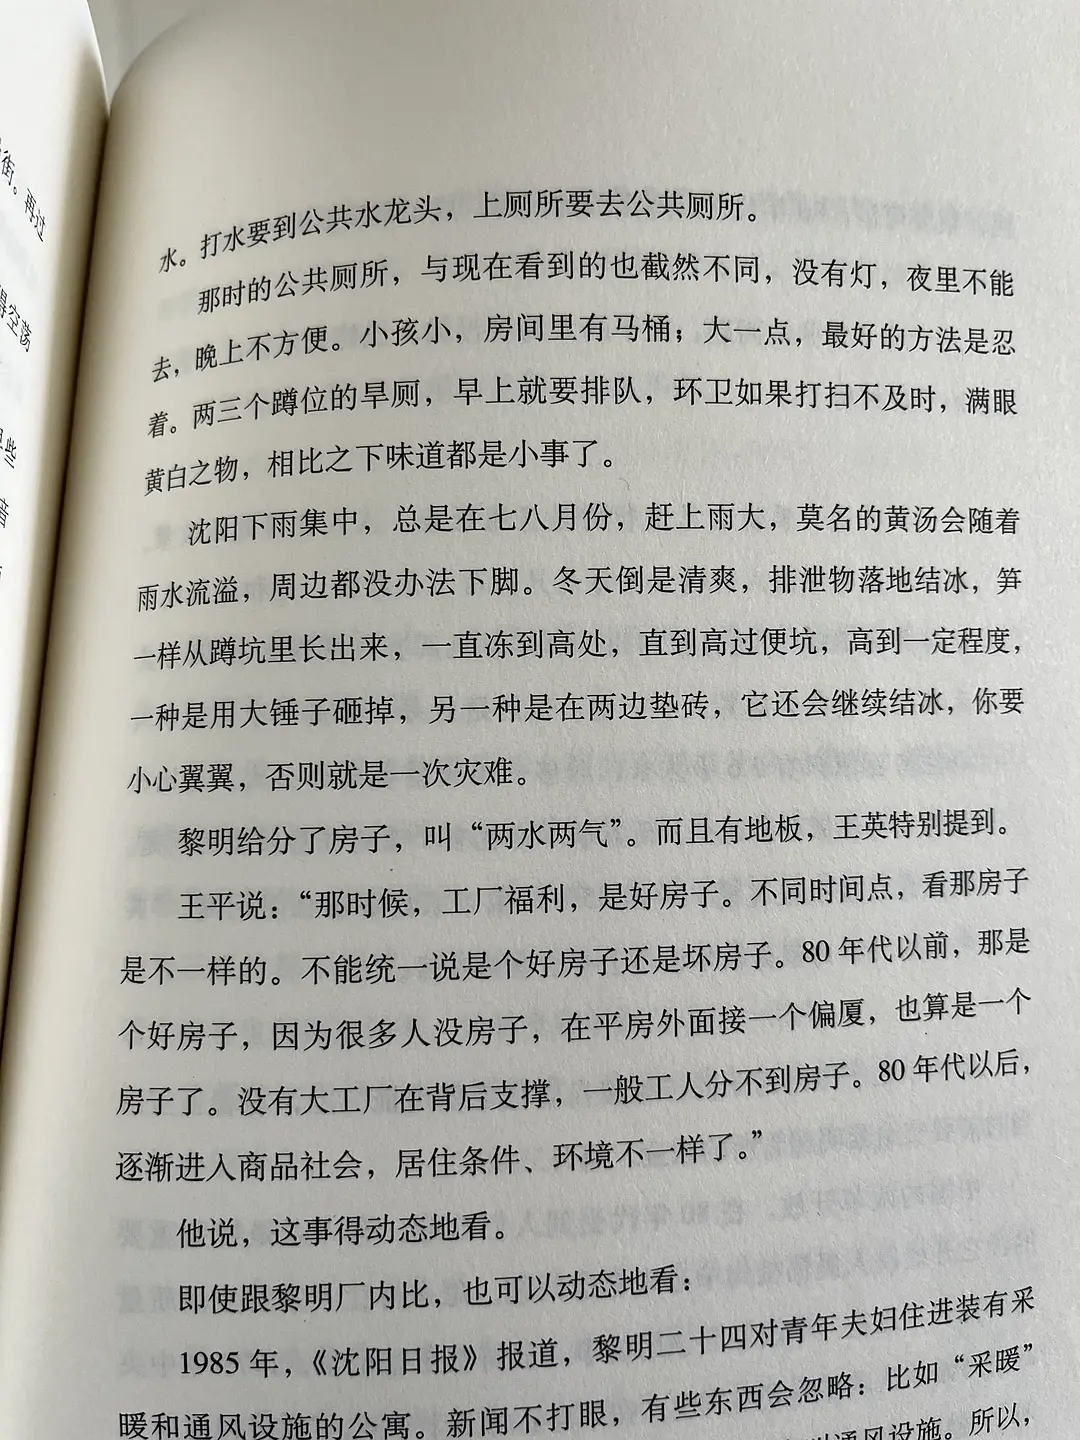 街。再过
空荡
些
水。打水要到公共水龙头，上厕所要去公共厕所。
那时的公共厕所，与现在看到的也截然不同，没有灯，夜里不能
去，晚上不方便。小孩小，房间里有马桶；大一点，最好的方法是忍
着。两三个蹲位的旱厕，早上就要排队，环卫如果打扫不及时，满眼
黄白之物，相比之下味道都是小事了。
沈阳下雨集中，总是在七八月份，赶上雨大，莫名的黄汤会随着
雨水流溢，周边都没办法下脚。冬天倒是清爽，排泄物落地结冰，笋
一样从蹲坑里长出来，一直冻到高处，直到高过便坑，高到一定程度，
一种是用大锤子砸掉，另一种是在两边垫砖，它还会继续结冰，你要
小心翼翼，否则就是一次灾难。
黎明给分了房子，叫“两水两气”。而且有地板，王英特别提到。
王平说：“那时候，工厂福利，是好房子。不同时间点，看那房子
是不一样的。不能统一说是个好房子还是坏房子。80 年代以前，那是
个好房子，因为很多人没房子，在平房外面接一个偏厦，也算是一个
房子了。没有大工厂在背后支撑，一般工人分不到房子。80 年代以后，
逐渐进入商品社会，居住条件、环境不一样了。”
他说，这事得动态地看。
即使跟黎明厂内比，也可以动态地看：
1985 年，《沈阳日报》报道，黎明二十四对青年夫妇住进装有采
暖和通风设施的公寓。新闻不打眼，有些东西会忽略：比如“采暖”
通风设施。所以，